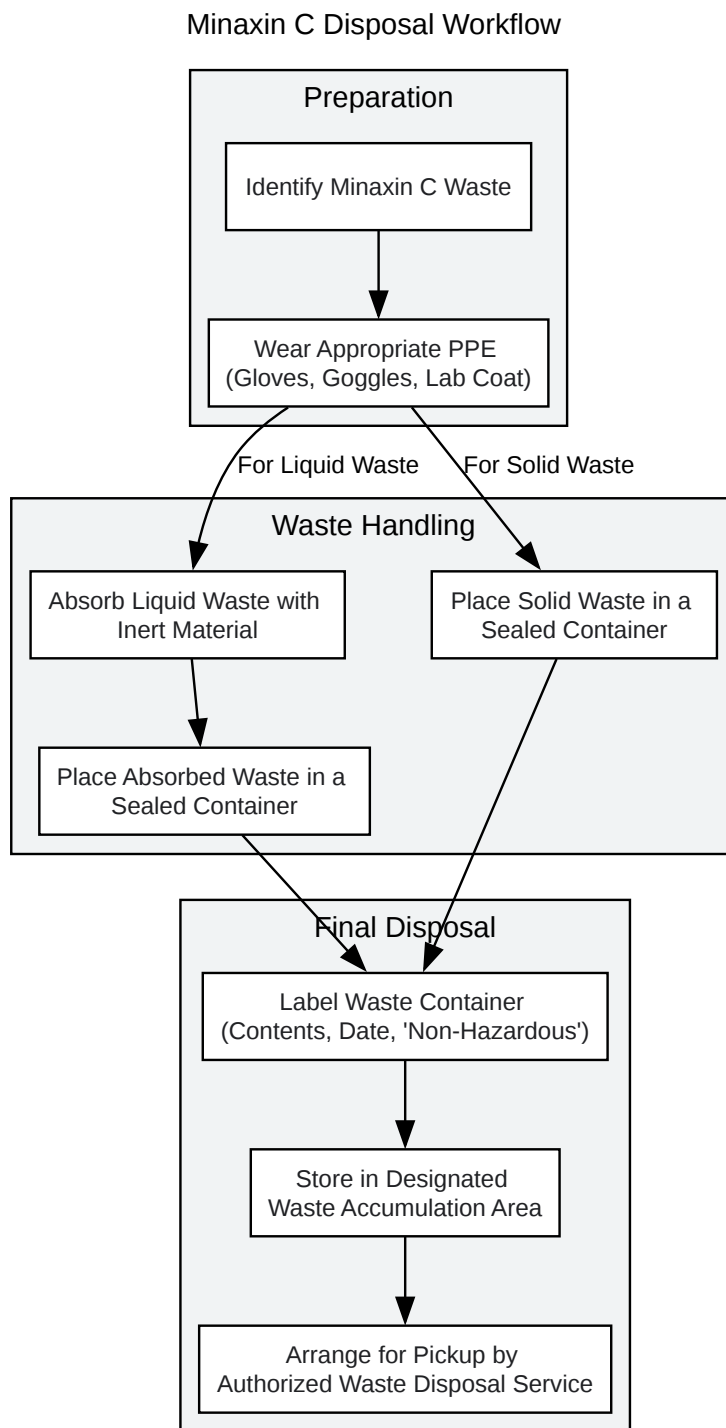 Minaxin C Disposal Workflow
Preparation
Identify Minaxin C Waste
Wear Appropriate PPE
(Gloves, Goggles, Lab Coat)
For Liquid Waste
For Solid Waste
Waste Handling
Absorb Liquid Waste with
Inert Material
Place Solid Waste in a
Sealed Container
Place Absorbed Waste in a
Sealed Container
Final Disposal
Label Waste Container
(Contents, Date, 'Non-Hazardous')
Store in Designated
Waste Accumulation Area
Arrange for Pickup by
Authorized Waste Disposal Service